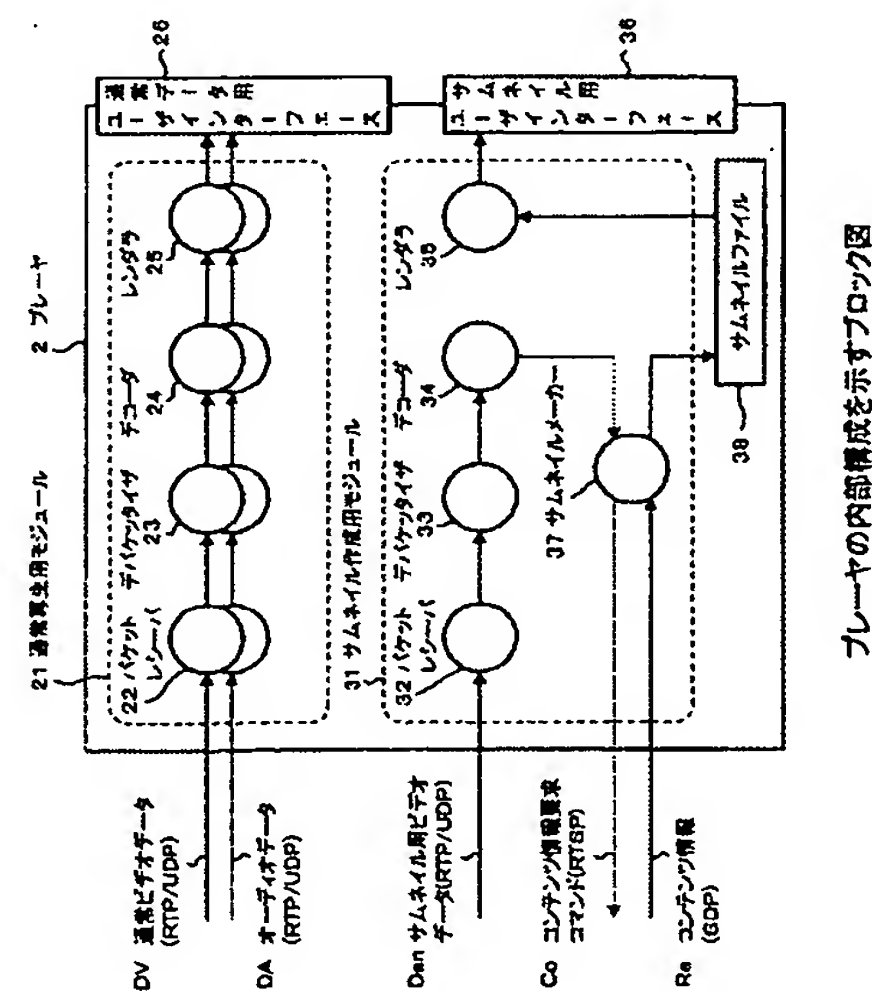 2 プレーヤ
21 通常再生用モジュール
22 パケット
レシーバ
デパケッタイザ
23
デコーダ
24
レンダラ
25
通常データ用
ユーザインターフェース
26
31 サムネイル作成用モジュール
32 パケット
レシーバ
デパケッタイザ
33
デコーダ
34
レンダラ
35
サムネイル用
ユーザインターフェース
36
37 サムネイルメーカー
サムネイルファイル
38
DV 通常ビデオデータ
(RTP/UDP)
DA オーディオデータ
(RTP/UDP)
Dan サムネイル用ビデオ
データ(RTP/UDP)
Co コンテンツ情報要求
コマンド(RTSP)
Re コンテンツ情報
(SDP)
プレーヤの内部構成を示すブロック図